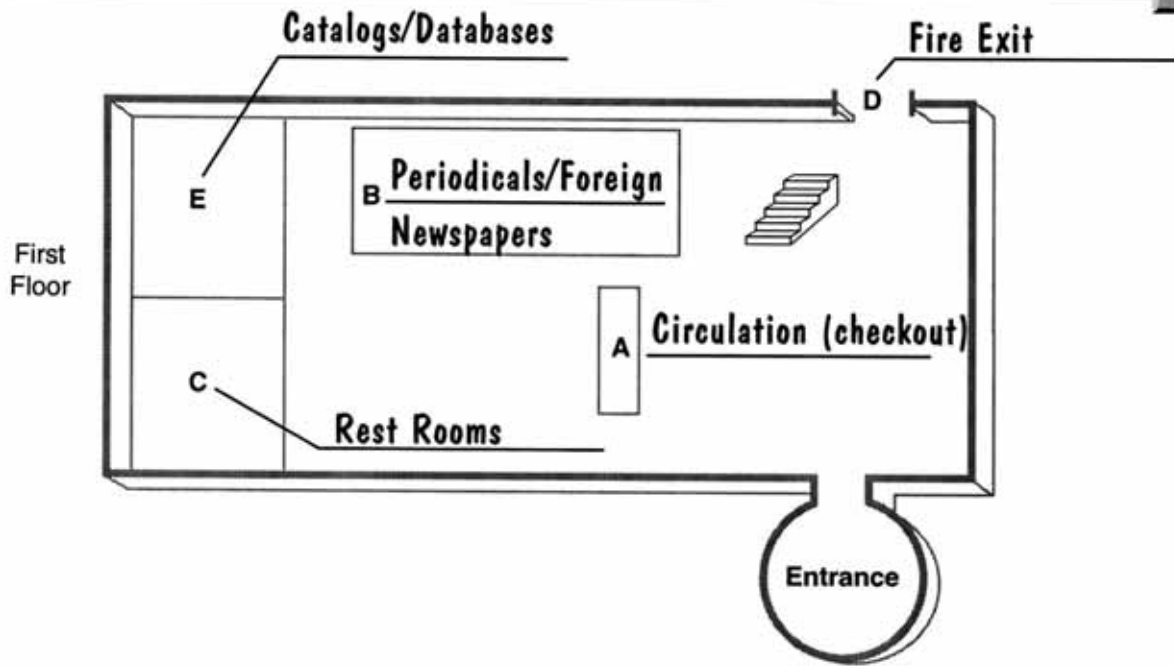 Catalogs/Databases
Fire Exit
D
E
B Periodicals/Foreign
Newspapers
First
Floor
A Circulation (checkout)
C
Rest Rooms
Entrance